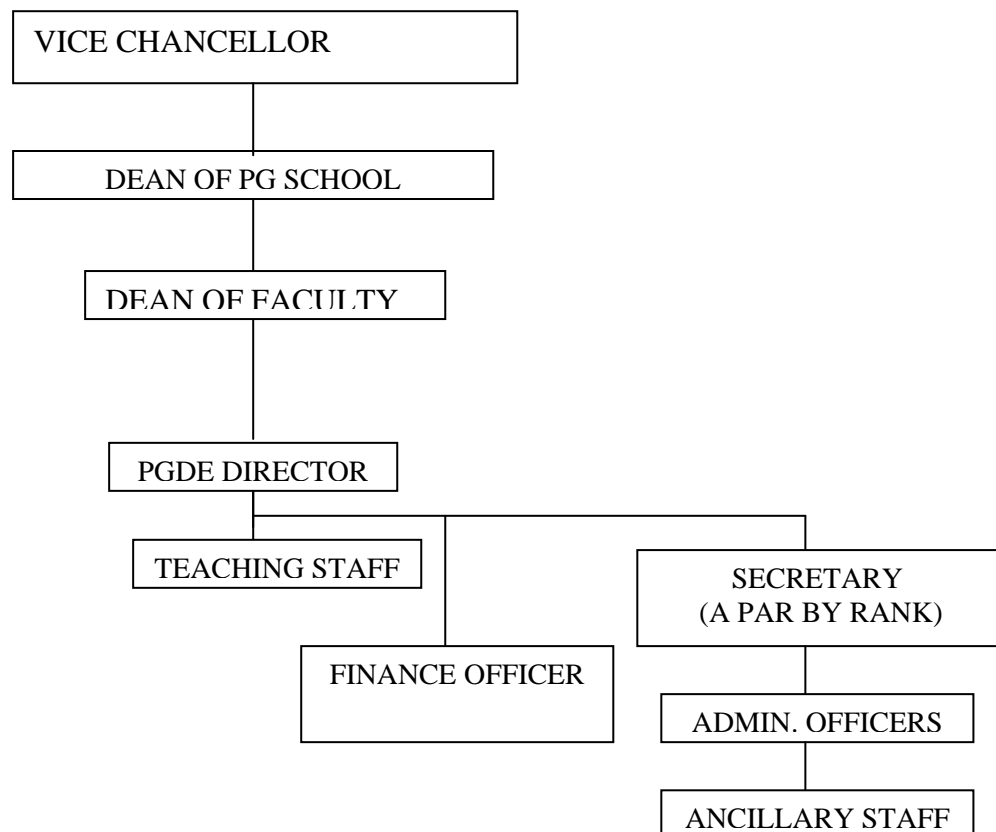 VICE CHANCELLOR
DEAN OF PG SCHOOL
DEAN OF FACULTY
PGDE DIRECTOR
TEACHING STAFF
SECRETARY
(A PAR BY RANK)
FINANCE OFFICER
ADMIN. OFFICERS
ANCILLARY STAFF